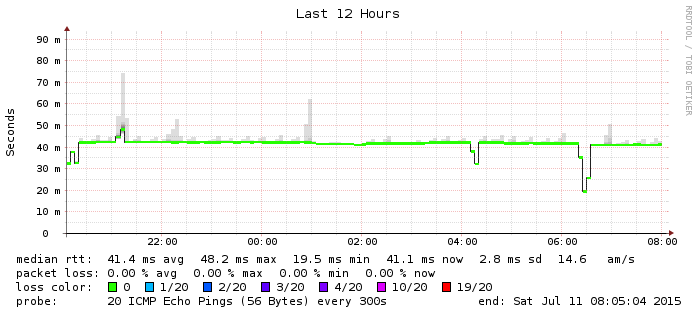 Last 12 Hours
RRDTOOL / TOBI OETIKER
Seconds
90 m
80 m
70 m
60 m
50 m
40 m
30 m
20 m
10 m
0
22:00 00:00 02:00 04:00 06:00 08:00
median rtt: 41.4 ms avg 48.2 ms max 19.5 ms min 41.1 ms now 2.8 ms sd 14.6 am/s
packet loss: 0.00 % avg 0.00 % max 0.00 % min 0.00 % now
loss color: 0 1/20 2/20 3/20 4/20 10/20 19/20
probe: 20 ICMP Echo Pings (56 Bytes) every 300s end: Sat Jul 11 08:05:04 2015